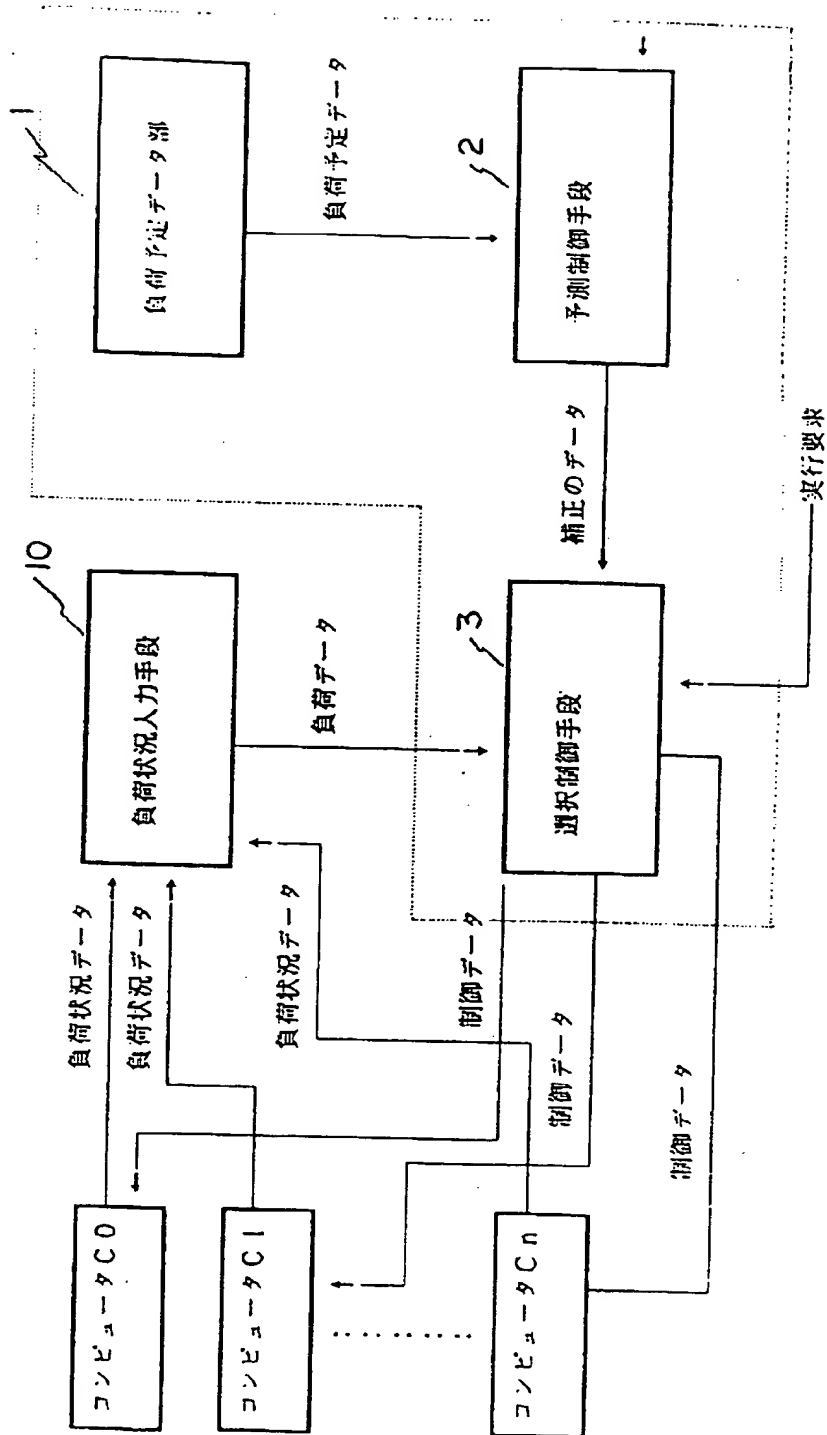 1
10
負荷状況データ
コンピュータC0
負荷状況データ
負荷状況入力手段
負荷予定データ部
コンピュータC1
負荷状況データ
負荷データ
負荷予定データ
3
2
制御データ
コンピュータCn
制御データ
選択制御手段
補正のデータ
予測制御手段
制御データ
実行要求